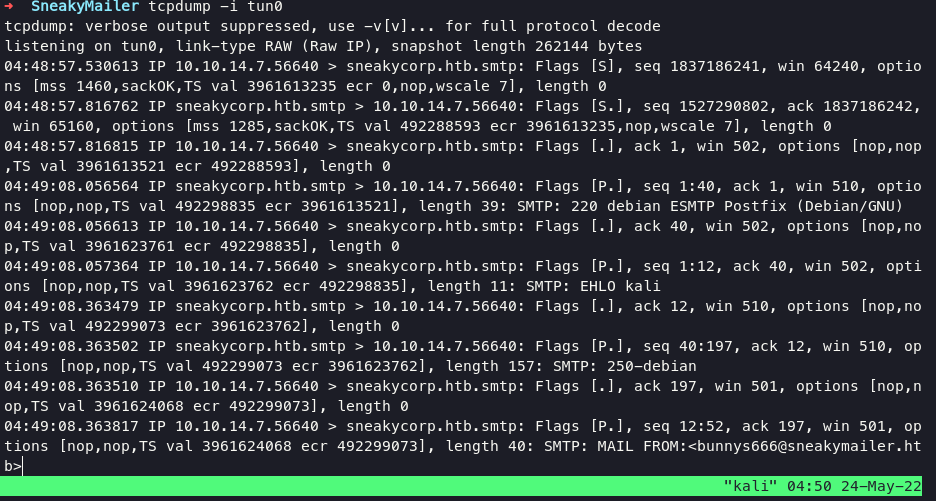 → SneakyMailer tcpdump -i tun0
tcpdump: verbose output suppressed, use -v[v]... for full protocol decode
listening on tun0, link-type RAW (Raw IP), snapshot length 262144 bytes
04:48:57.530613 IP 10.10.14.7.56640 > sneakycorp.htb.smtp: Flags [S], seq 1837186241, win 64240, optio
ns [mss 1460,sackOK,TS val 3961613235 ecr 0,nop,wscale 7], length 0
04:48:57.816762 IP sneakycorp.htb.smtp > 10.10.14.7.56640: Flags [S.], seq 1527290802, ack 1837186242,
 win 65160, options [mss 1285,sackOK,TS val 492288593 ecr 3961613235,nop,wscale 7], length 0
04:48:57.816815 IP 10.10.14.7.56640 > sneakycorp.htb.smtp: Flags [.], ack 1, win 502, options [nop,nop
,TS val 3961613521 ecr 492288593], length 0
04:49:08.056564 IP sneakycorp.htb.smtp > 10.10.14.7.56640: Flags [P.], seq 1:40, ack 1, win 510, optio
ns [nop,nop,TS val 492298835 ecr 3961613521], length 39: SMTP: 220 debian ESMTP Postfix (Debian/GNU)
04:49:08.056613 IP 10.10.14.7.56640 > sneakycorp.htb.smtp: Flags [.], ack 40, win 502, options [nop,no
p,TS val 3961623761 ecr 492298835], length 0
04:49:08.057364 IP 10.10.14.7.56640 > sneakycorp.htb.smtp: Flags [P.], seq 1:12, ack 40, win 502, opti
ons [nop,nop,TS val 3961623762 ecr 492298835], length 11: SMTP: EHLO kali
04:49:08.363479 IP sneakycorp.htb.smtp > 10.10.14.7.56640: Flags [.], ack 12, win 510, options [nop,no
p,TS val 492299073 ecr 3961623762], length 0
04:49:08.363502 IP sneakycorp.htb.smtp > 10.10.14.7.56640: Flags [P.], seq 40:197, ack 12, win 510, op
tions [nop,nop,TS val 492299073 ecr 3961623762], length 157: SMTP: 250-debian
04:49:08.363510 IP 10.10.14.7.56640 > sneakycorp.htb.smtp: Flags [.], ack 197, win 501, options [nop,n
op,TS val 3961624068 ecr 492299073], length 0
04:49:08.363817 IP 10.10.14.7.56640 > sneakycorp.htb.smtp: Flags [P.], seq 12:52, ack 197, win 501, op
tions [nop,nop,TS val 3961624068 ecr 492299073], length 40: SMTP: MAIL FROM:<bunnys666@sneakymailer.ht
b>
"kali" 04:50 24-May-22